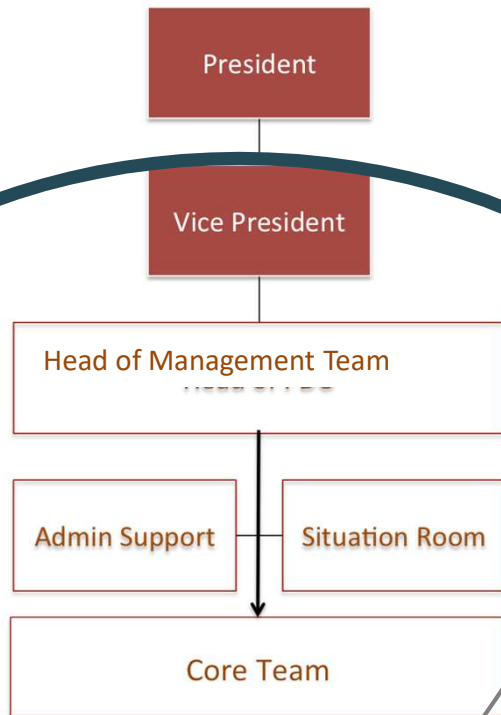 President
Vice President
Head of Management Team
Admin Support
Situation Room
Core Team